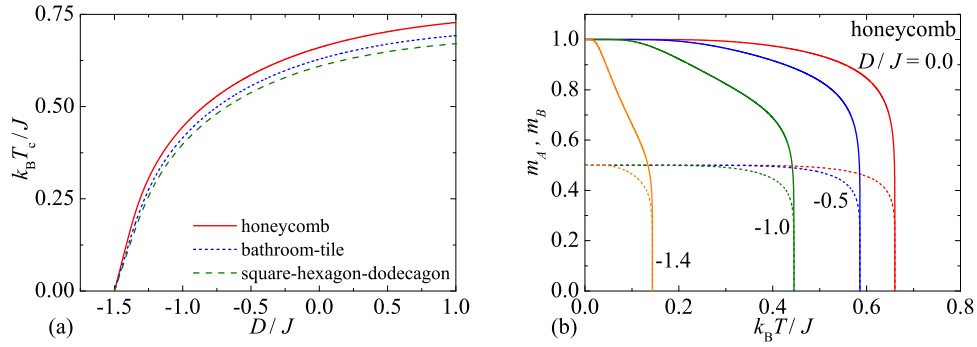 0.75
0.50
0.25
0.00
k_B T_c / J
honeycomb
bathroom-tile
square-hexagon-dodecagon
-1.5 -1.0 -0.5 0.0 0.5 1.0
(a) D / J
1.0
0.8
0.6
0.4
0.2
0.0
m_A , m_B
honeycomb
D / J = 0.0
-0.5
-1.0
-1.4
0.0 0.2 0.4 0.6 0.8
(b) k_B T / J